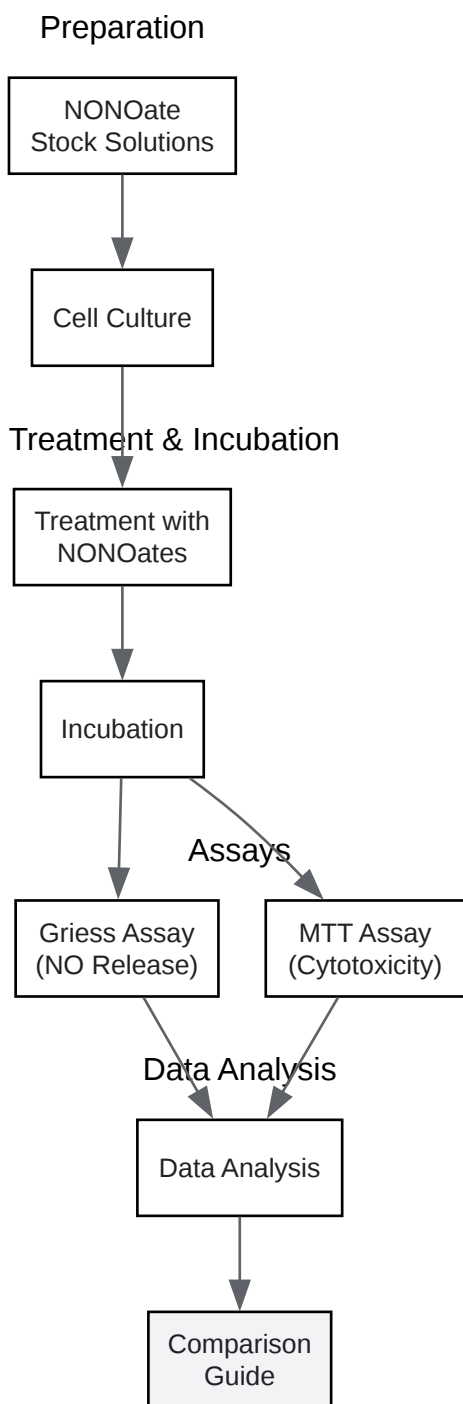 Preparation
NONOate
Stock Solutions
Cell Culture
Treatment & Incubation
Treatment with
NONOates
Incubation
Assays
Griess Assay
(NO Release)
MTT Assay
(Cytotoxicity)
Data Analysis
Data Analysis
Comparison
Guide